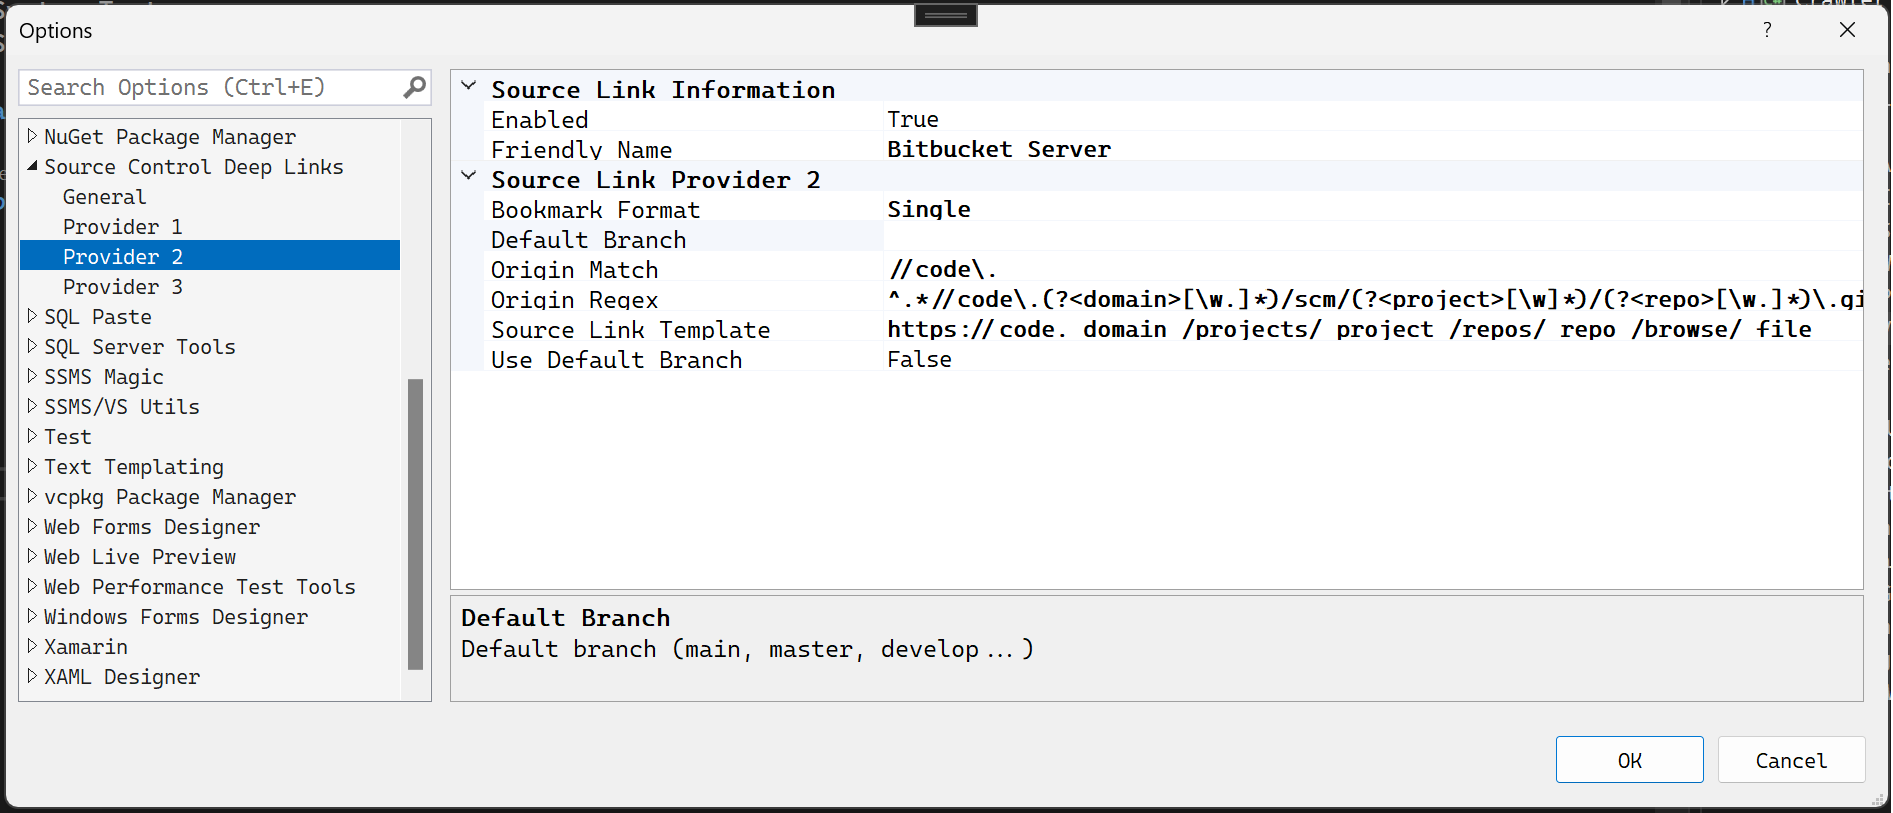 Options
?
Search Options (Ctrl+E)
NuGet Package Manager
Source Control Deep Links
General
Provider 1
Provider 2
Provider 3
SQL Paste
SQL Server Tools
SSMS Magic
SSMS/VS Utils
Test
Text Templating
vcpkg Package Manager
Web Forms Designer
Web Live Preview
Web Performance Test Tools
Windows Forms Designer
Xamarin
XAML Designer
Source Link Information
Enabled True
Friendly Name Bitbucket Server
Source Link Provider 2
Bookmark Format Single
Default Branch
Origin Match //code\.
Origin Regex ^.*//code\.(?<domain>[\w.]*)/scm/(?<project>[\w]*)/(?<repo>[\w.]*)\.gi
Source Link Template https://code. domain /projects/ project /repos/ repo /browse/ file
Use Default Branch False
Default Branch
Default branch (main, master, develop...)
OK
Cancel